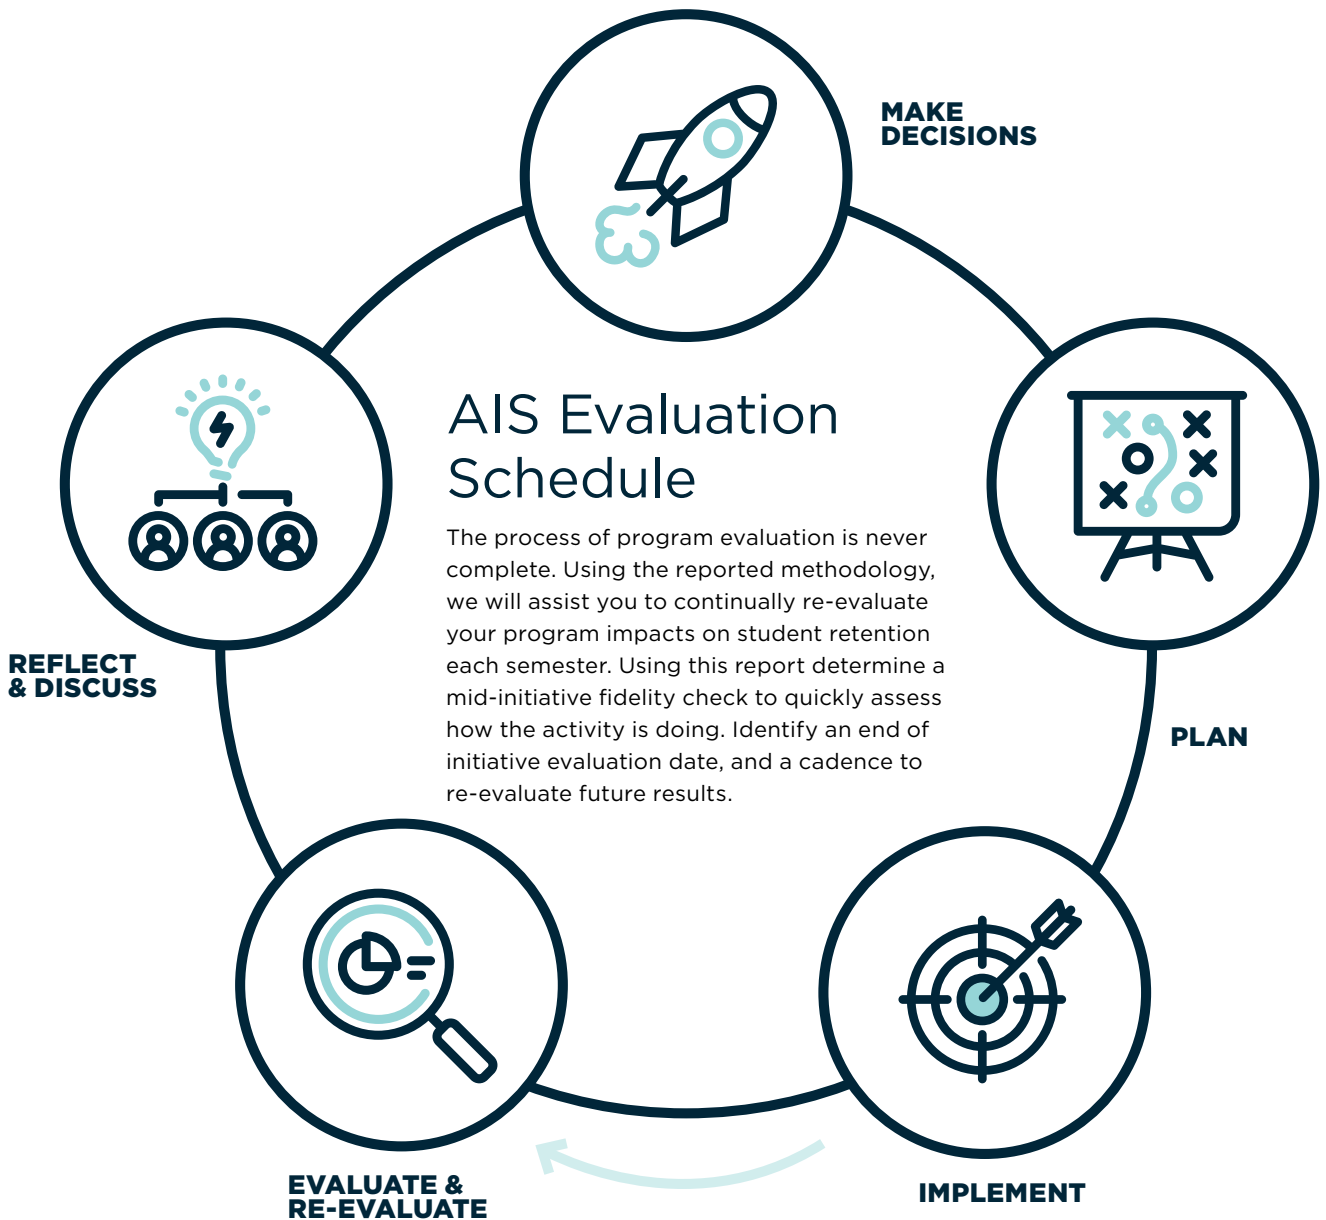 MAKE
DECISIONS
AIS Evaluation
Schedule
The process of program evaluation is never
complete. Using the reported methodology,
we will assist you to continually re-evaluate
your program impacts on student retention
each semester. Using this report determine a
mid-initiative fidelity check to quickly assess
how the activity is doing. Identify an end of
initiative evaluation date, and a cadence to
re-evaluate future results.
REFLECT
& DISCUSS
PLAN
EVALUATE &
RE-EVALUATE
IMPLEMENT